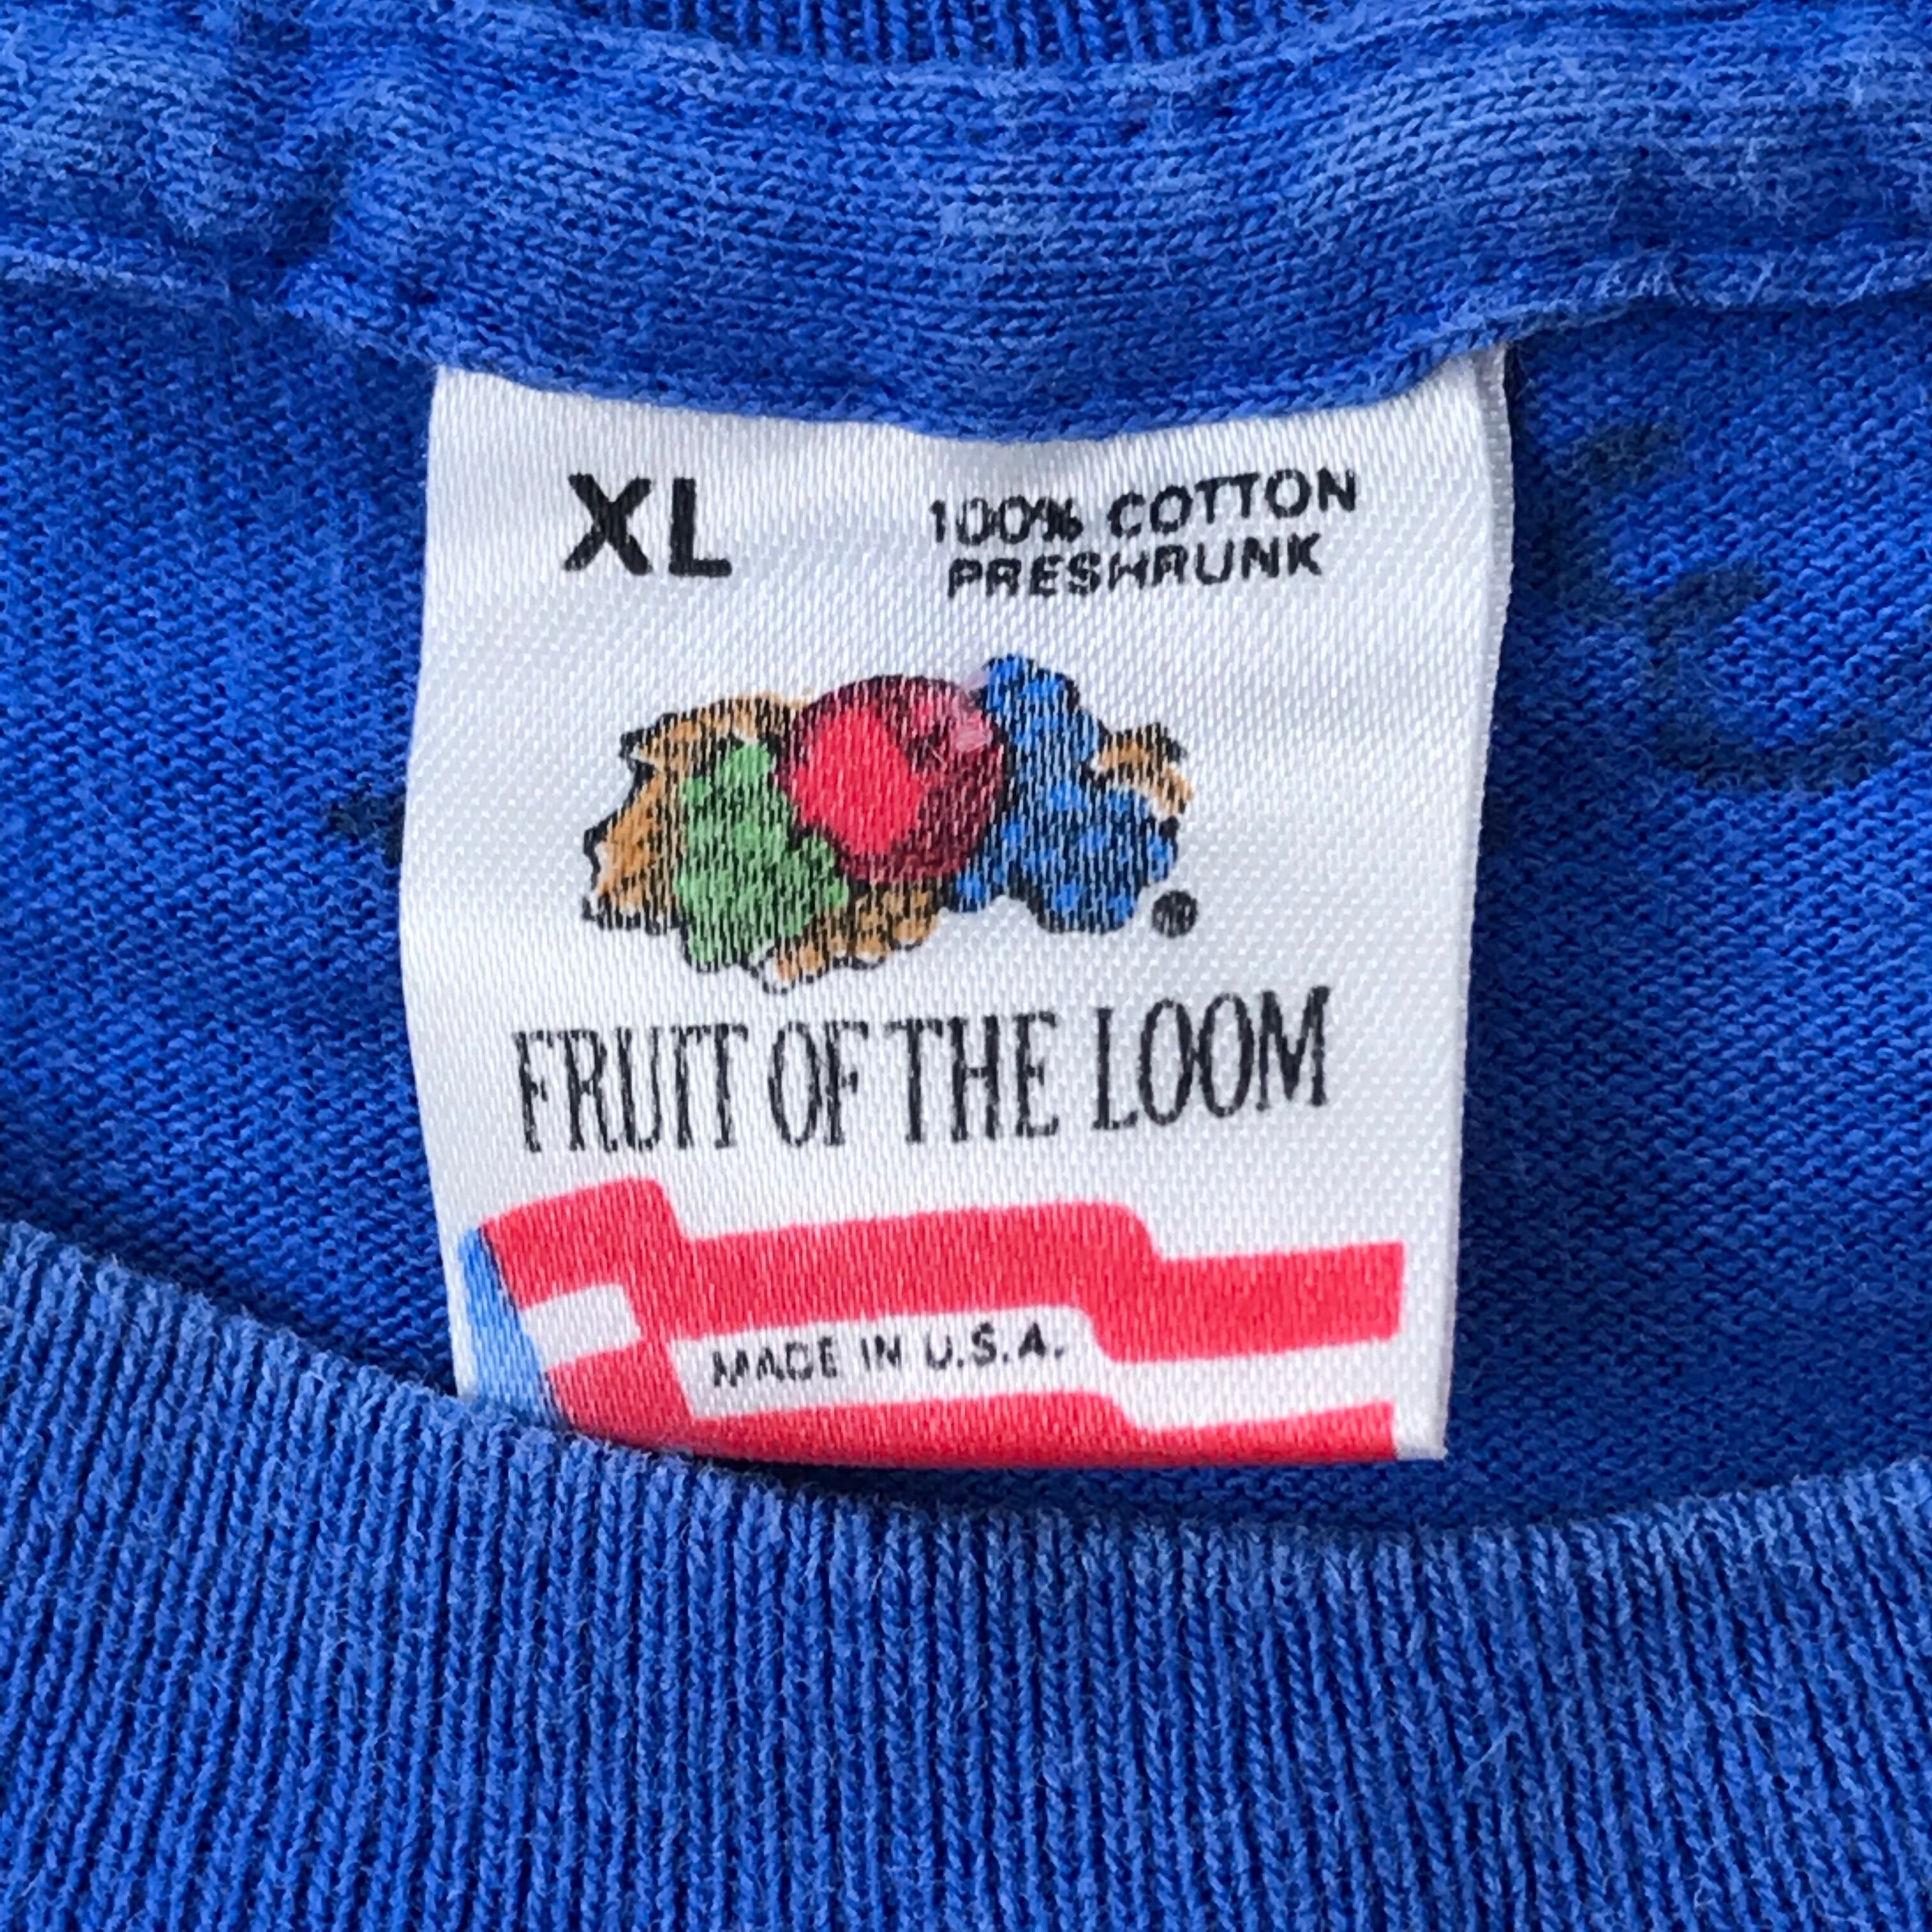 XL
100% COTTON
PRESHRUNK
®
FRUIT OF THE LOOM
MADE IN U.S.A.